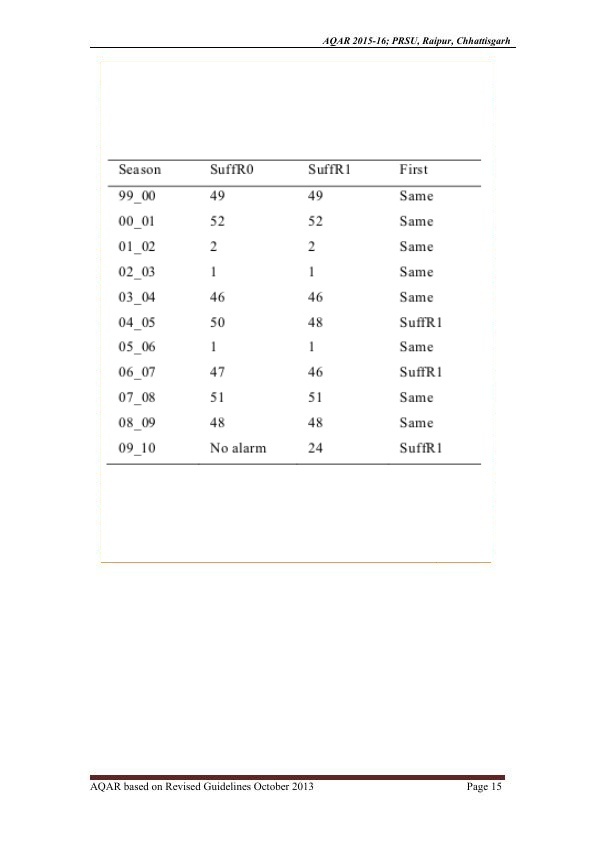 AQAR 2015-16; PRSU, Raipur, Chhattisgarh
Season SuffR0 SuffR1 First
99_00 49 49 Same
00_01 52 52 Same
01_02 2 2 Same
02_03 1 1 Same
03_04 46 46 Same
04_05 50 48 SuffR1
05_06 1 1 Same
06_07 47 46 SuffR1
07_08 51 51 Same
08_09 48 48 Same
09_10 No alarm 24 SuffR1
AQAR based on Revised Guidelines October 2013 Page 15